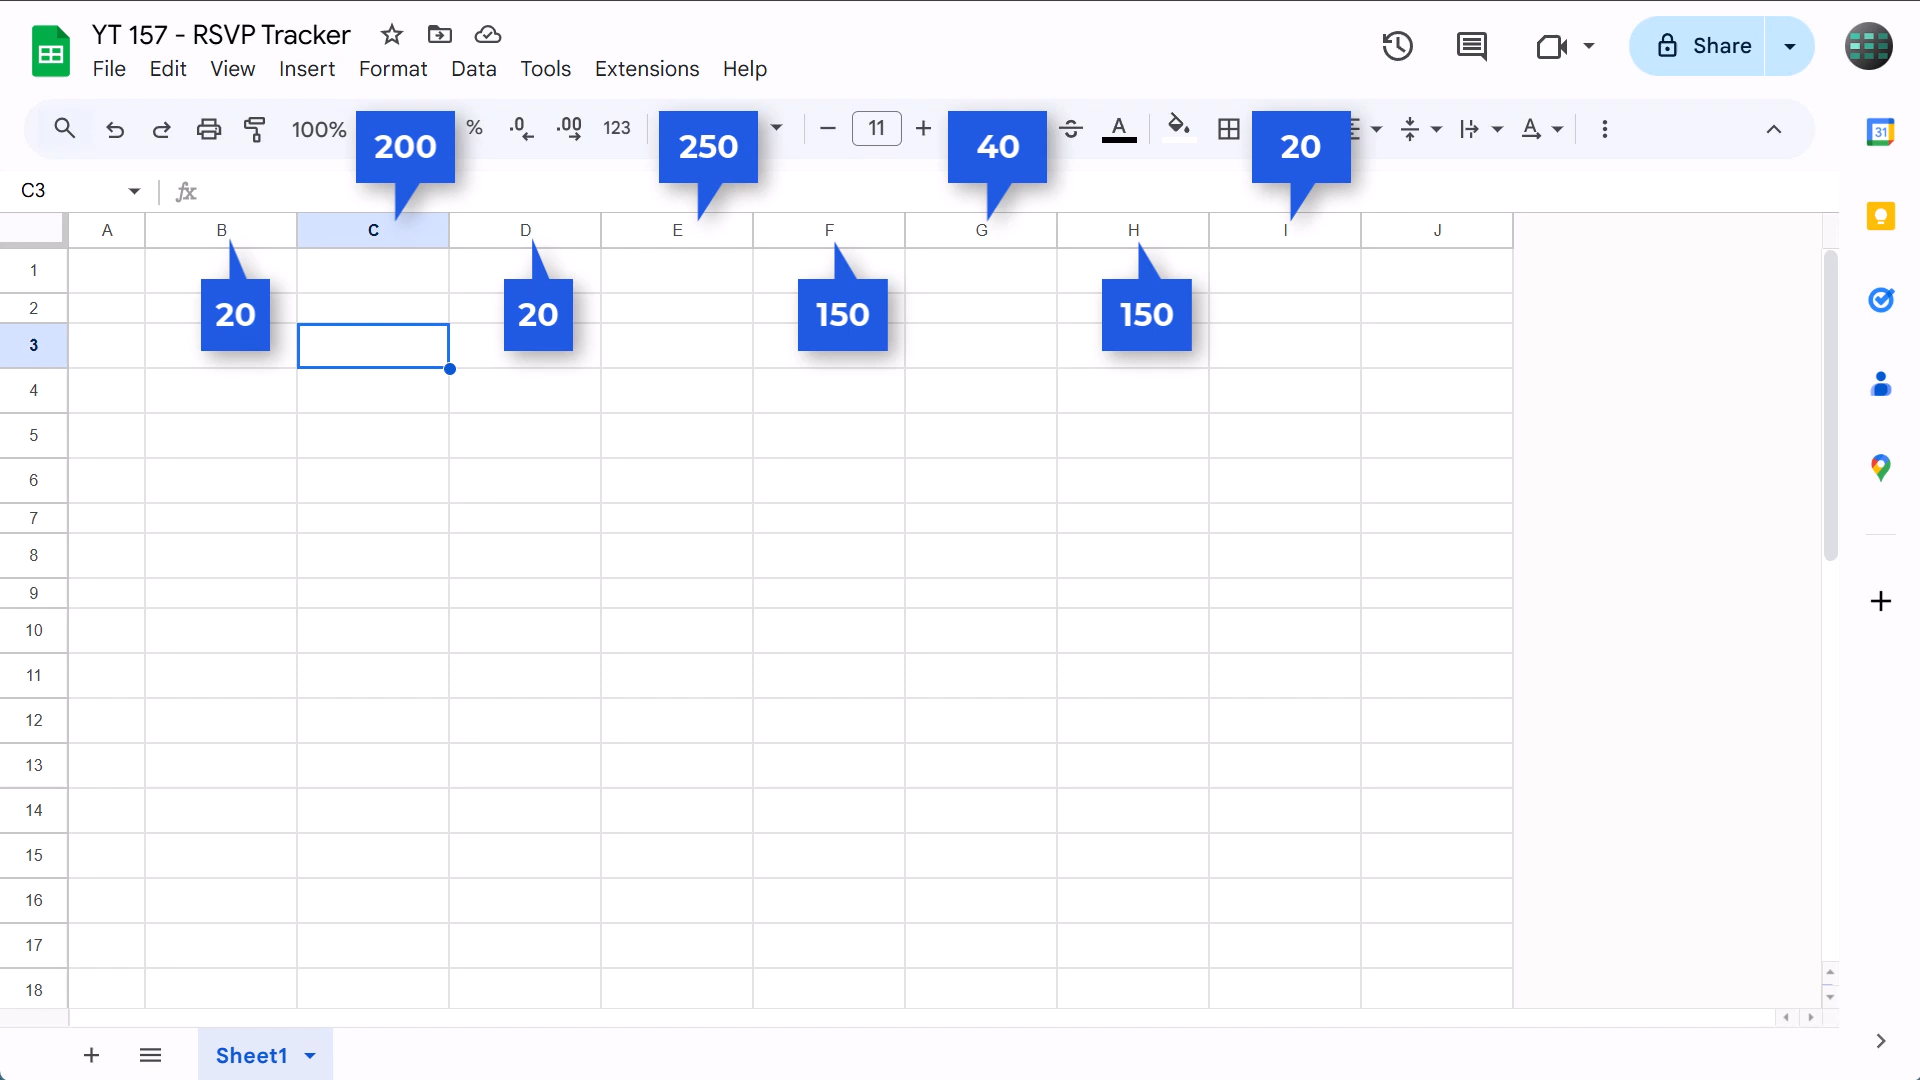 YT 157 - RSVP Tracker
File Edit View Insert Format Data Tools Extensions Help
Share
100% 200 % .0 .00 123 250 11 40 A 20 A
31
C3 fx
A B C D E F G H I J
20 20 150 150
1
2
3
4
5
6
7
8
9
10
11
12
13
14
15
16
17
18
Sheet1